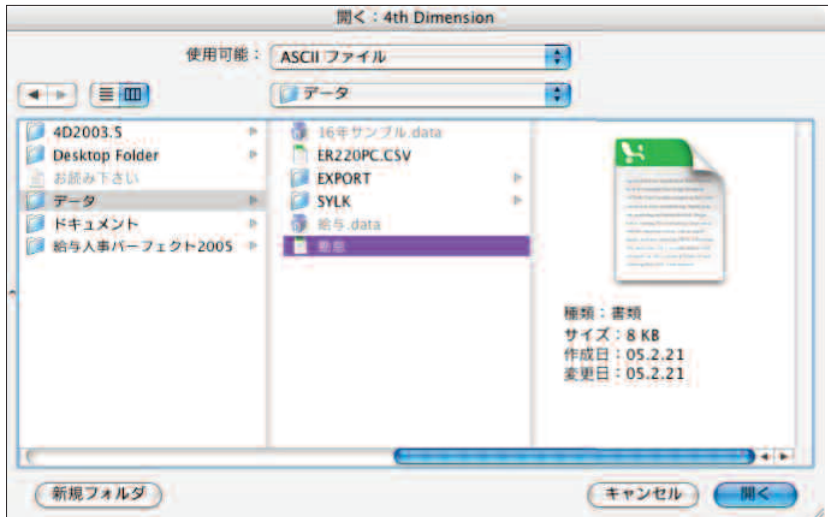 開く：4th Dimension
使用可能：
ASCII ファイル
データ
4D2003.5
Desktop Folder
お読み下さい
データ
ドキュメント
給与人事パーフェクト2005
16年サンプル.data
ER220PC.CSV
EXPORT
SYLK
給与.data
種類：書類
サイズ：8 KB
作成日：05.2.21
変更日：05.2.21
新規フォルダ
キャンセル
開く